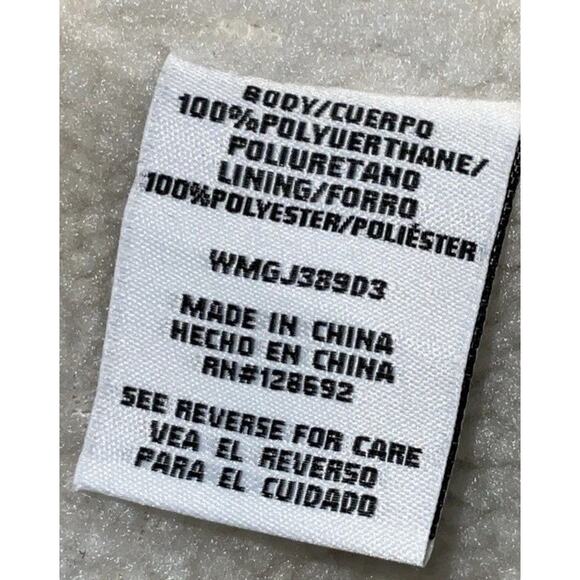 BODY/CUERPO
100%POLYUERTHANE/
POLIURETANO
LINING/FORRO
100%POLYESTER/POLIÉSTER
WMGJ389D3
MADE IN CHINA
HECHO EN CHINA
RN#128692
SEE REVERSE FOR CARE
VEA EL REVERSO
PARA EL CUIDADO